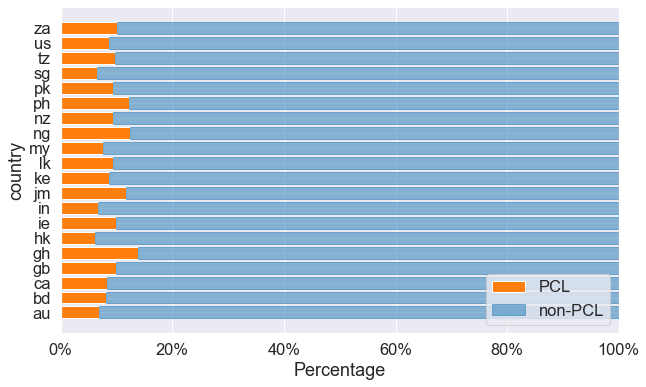 za
us
tz
sg
pk
ph
nz
ng
my
lk
ke
jm
in
ie
hk
gh
gb
ca
bd
au
country
PCL
non-PCL
0% 20% 40% 60% 80% 100%
Percentage